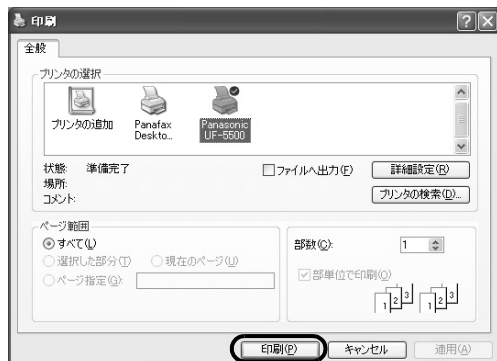 印刷
全般
プリンタの選択
プリンタの追加
Panafax
Deskto...
Panasonic
UF-5500
状態: 準備完了
場所:
コメント:
ファイルへ出力(F)
詳細設定(R)
プリンタの検索(D)...
ページ範囲
すべて(L)
選択した部分(T)
現在のページ(U)
ページ指定(G):
部数(C): 1
部単位で印刷(O)
1 2 3 1 2 3
印刷(P)
キャンセル
適用(A)